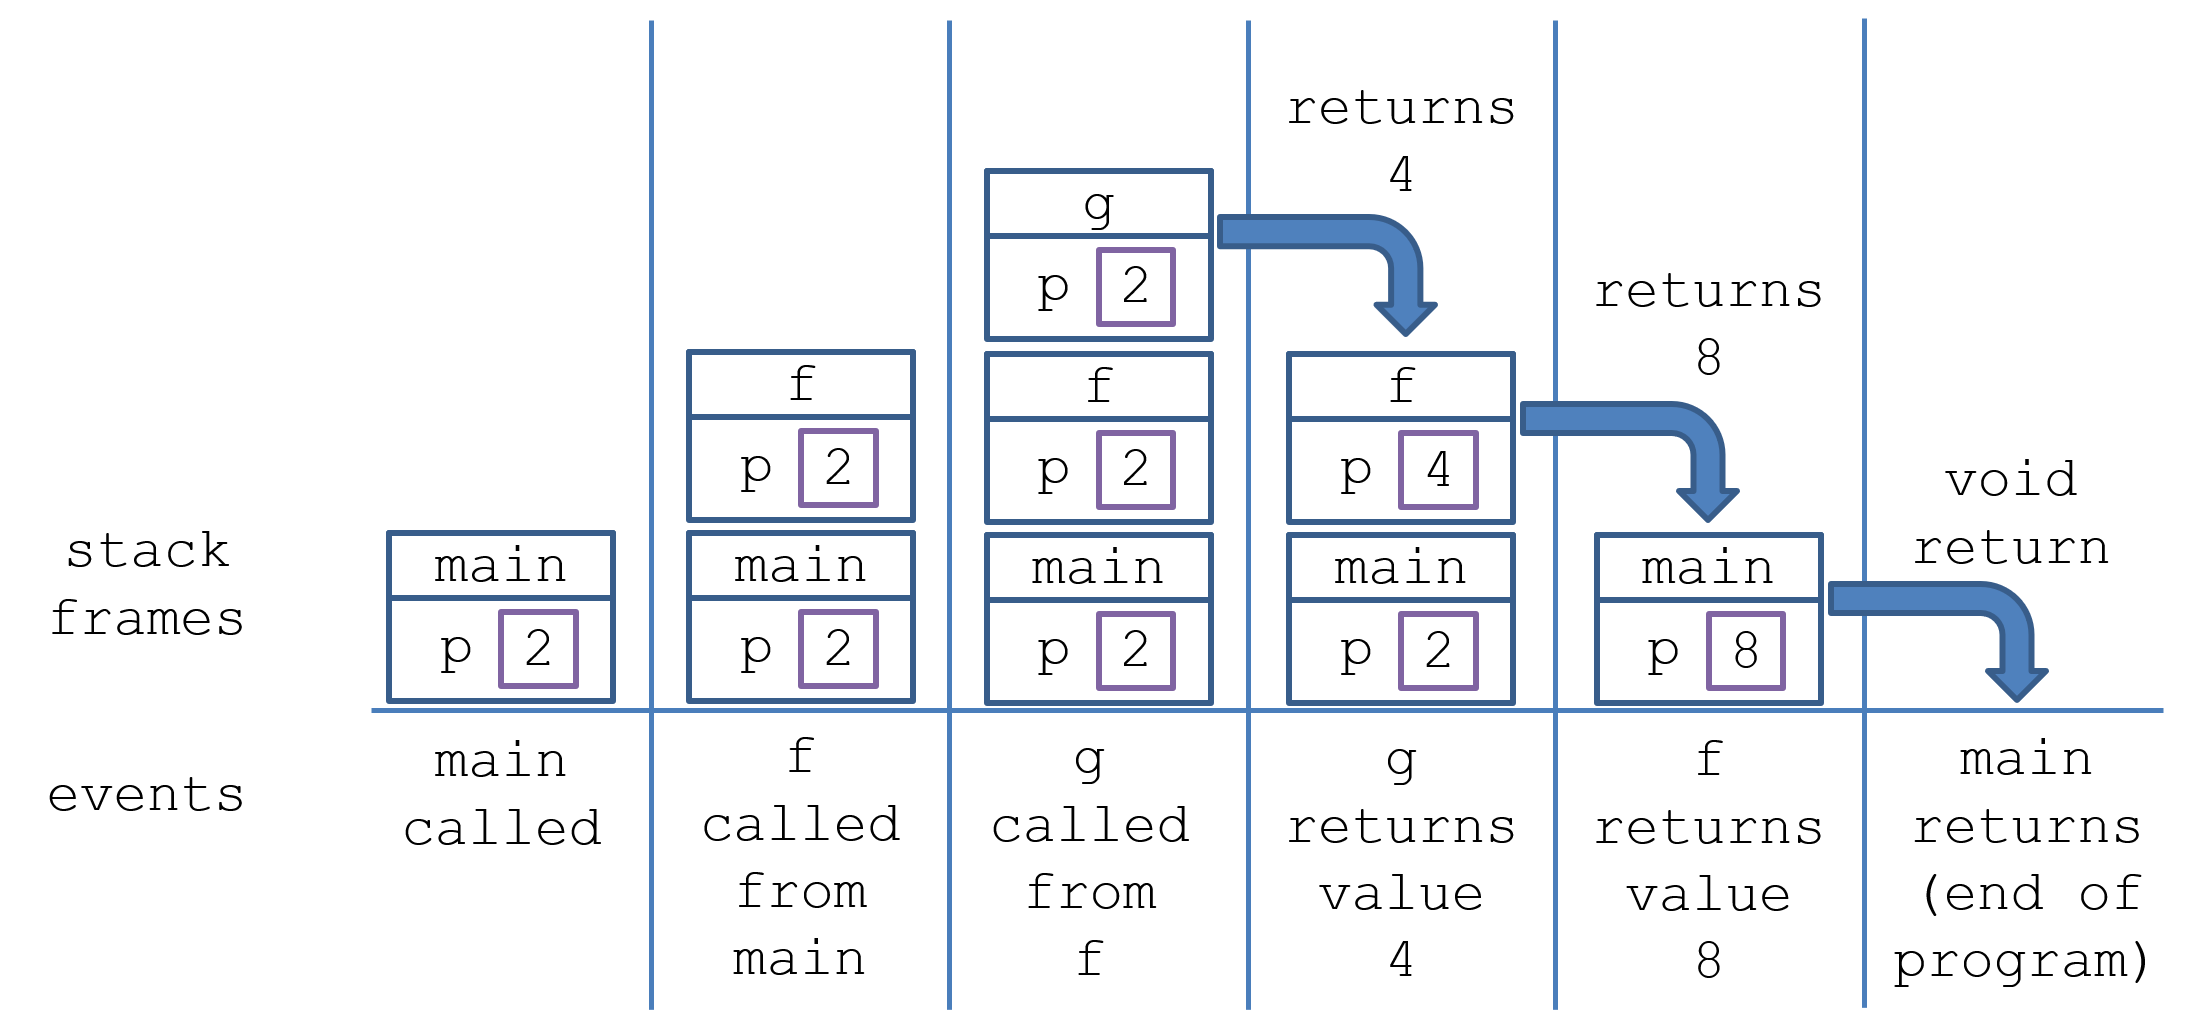 returns
4
g
p 2
returns
8
f
p 2
f
p 2
f
p 4
void
return
stack
frames
main
p 2
main
p 2
main
p 2
main
p 2
main
p 8
events
main
called
f
called
from
main
g
called
from
f
g
returns
value
4
f
returns
value
8
main
returns
(end of
program)